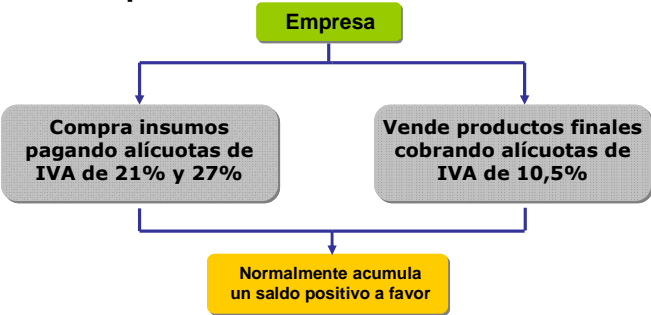 Empresa
Compra insumos
pagando alícuotas de
IVA de 21% y 27%
Vende productos finales
cobrando alícuotas de
IVA de 10,5%
Normalmente acumula
un saldo positivo a favor